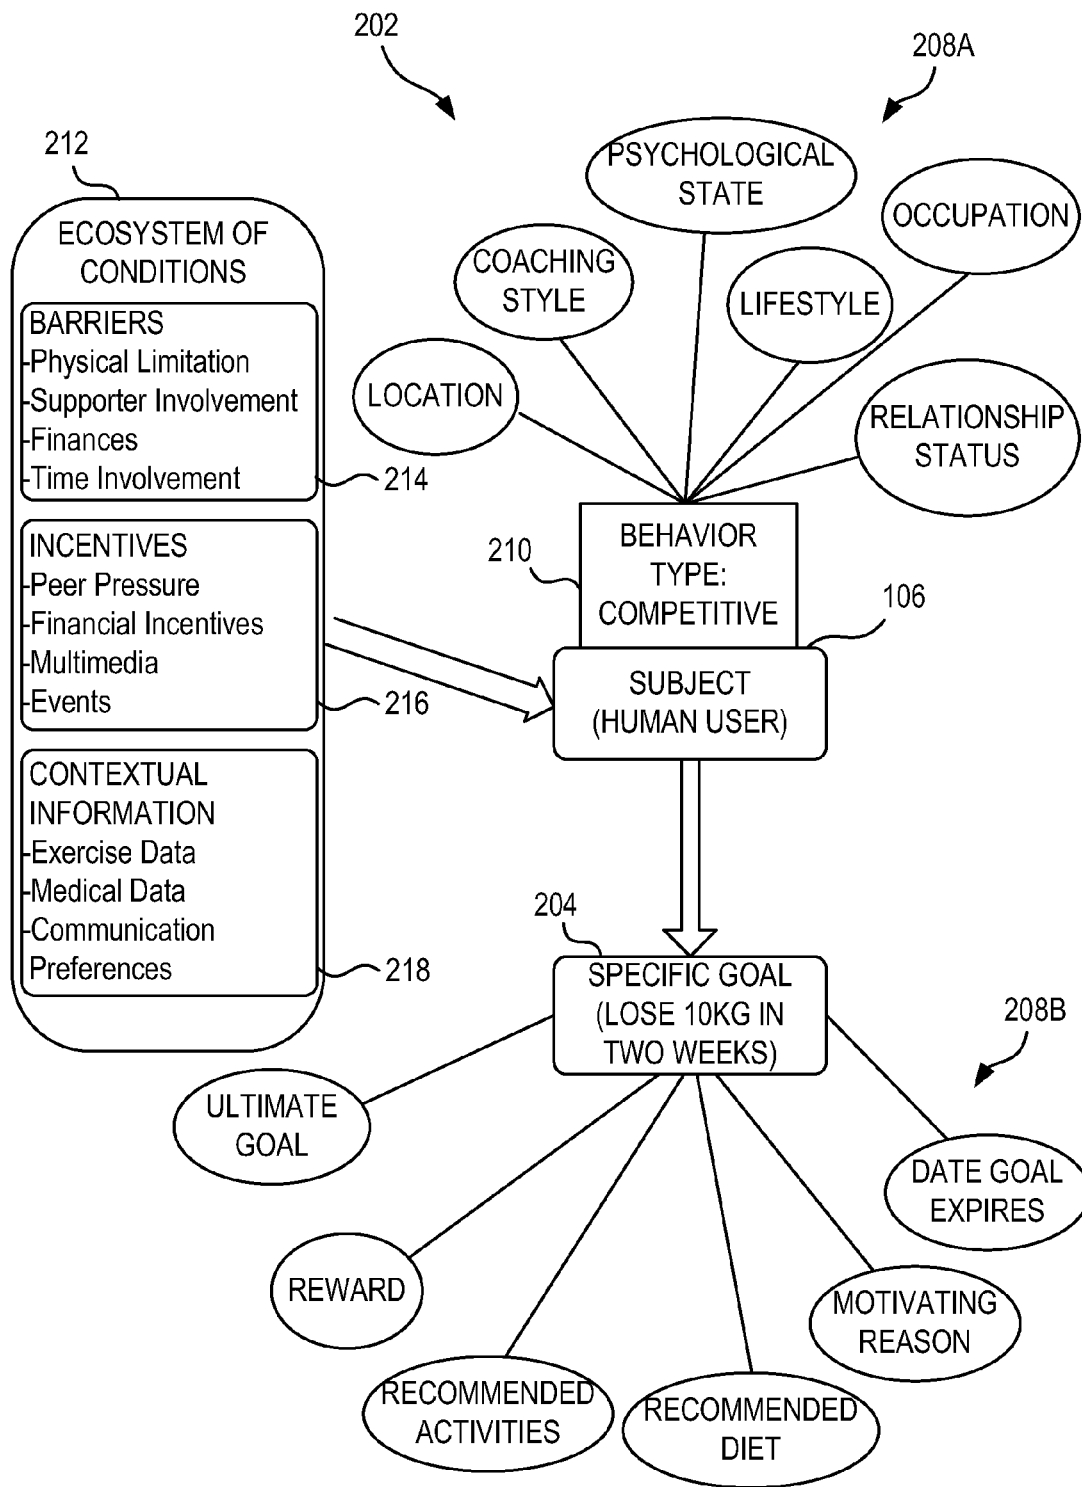 202
208A
212
ECOSYSTEM OF
CONDITIONS
BARRIERS
-Physical Limitation
-Supporter Involvement
-Finances
-Time Involvement
214
INCENTIVES
-Peer Pressure
-Financial Incentives
-Multimedia
-Events
216
CONTEXTUAL
INFORMATION
-Exercise Data
-Medical Data
-Communication
Preferences
218
PSYCHOLOGICAL
STATE
OCCUPATION
COACHING
STYLE
LIFESTYLE
LOCATION
RELATIONSHIP
STATUS
210
BEHAVIOR
TYPE:
COMPETITIVE
106
SUBJECT
(HUMAN USER)
204
SPECIFIC GOAL
(LOSE 10KG IN
TWO WEEKS)
208B
ULTIMATE
GOAL
DATE GOAL
EXPIRES
REWARD
MOTIVATING
REASON
RECOMMENDED
ACTIVITIES
RECOMMENDED
DIET